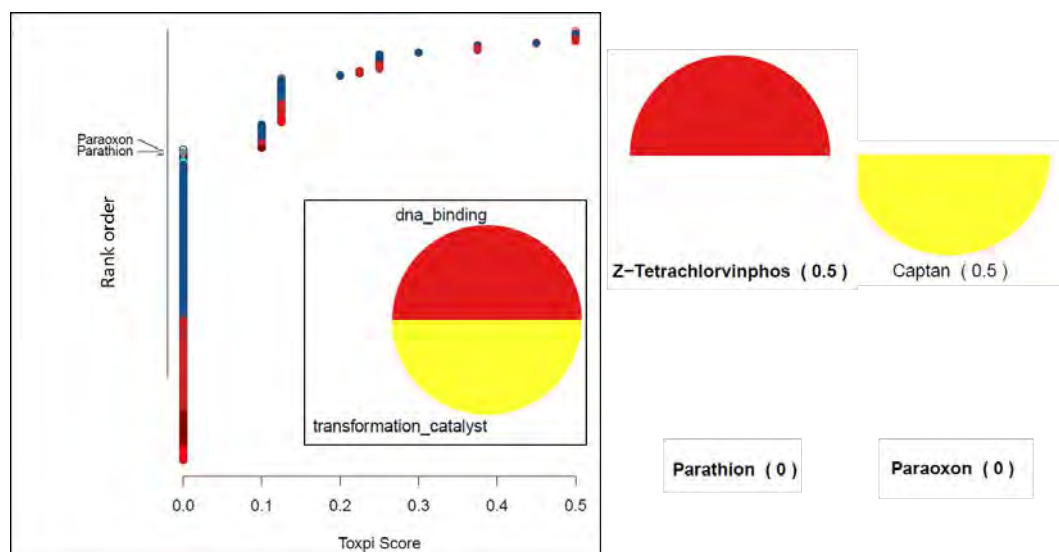 Paraoxon
Parathion
Rank order
dna_binding
transformation_catalyst
0.0 0.1 0.2 0.3 0.4 0.5
Toxpi Score
Z−Tetrachlorvinphos ( 0.5 )
Captan ( 0.5 )
Parathion ( 0 )
Paraoxon ( 0 )